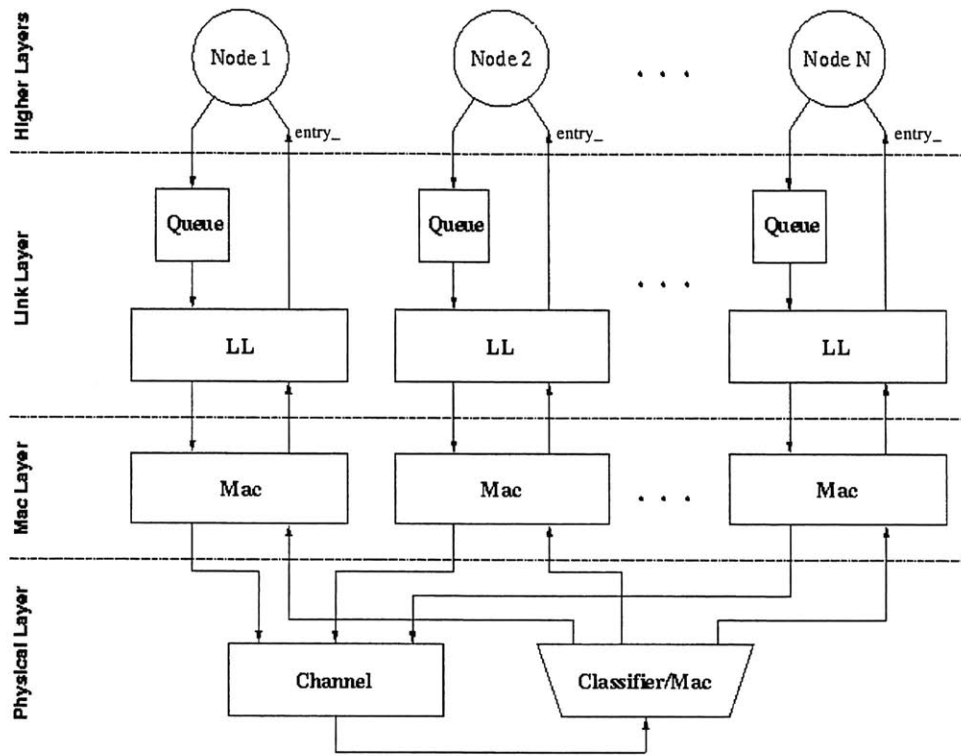 Higher Layers
Node 1
Node 2
. . .
Node N
entry_
entry_
entry_
Link Layer
Queue
Queue
Queue
. . .
LL
LL
LL
Mac Layer
Mac
Mac
. . .
Mac
Physical Layer
Channel
Classifier/Mac